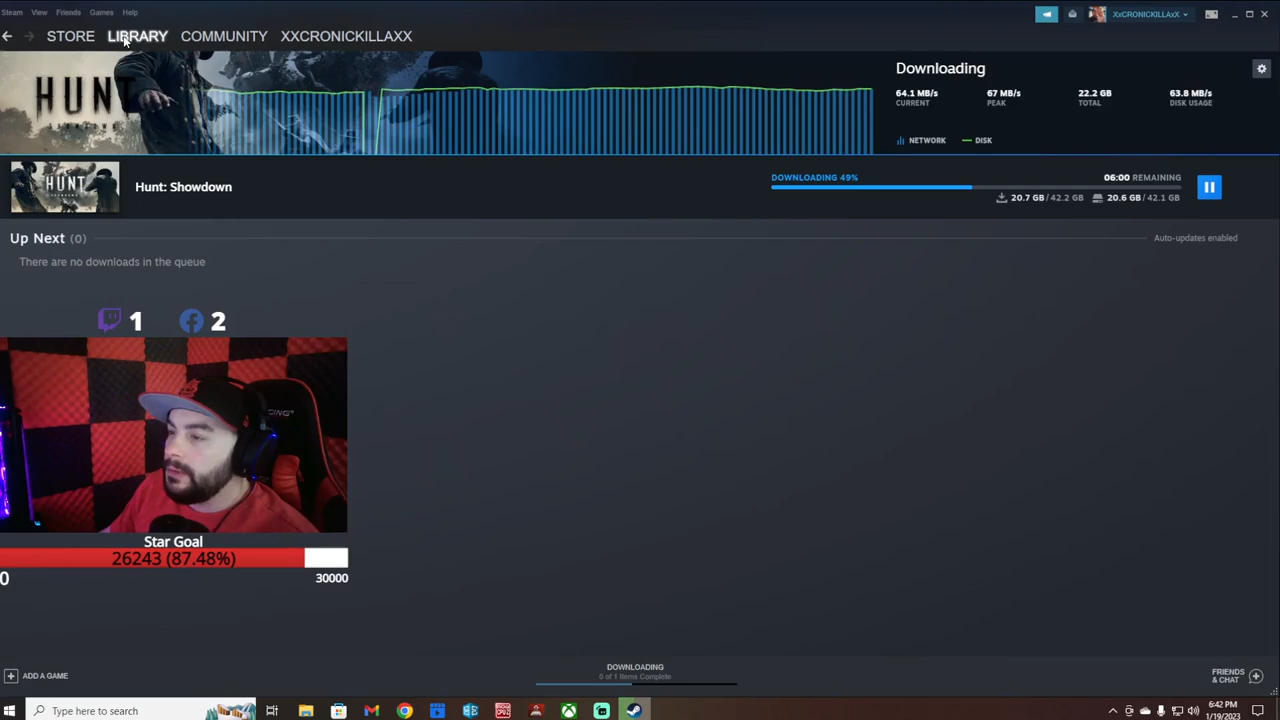 Steam View Friends Games Help
XxCRONICKILLAxX
STORE LIBRARY COMMUNITY XXCRONICKILLAXX
HUNT
SHOWDOWN
Downloading
64.1 MB/s 67 MB/s 22.2 GB 63.8 MB/s
CURRENT PEAK TOTAL DISK USAGE
NETWORK DISK
HUNT
Hunt: Showdown
DOWNLOADING 49% 06:00 REMAINING
20.7 GB / 42.2 GB 20.6 GB / 42.1 GB
Up Next (0)
Auto-updates enabled
There are no downloads in the queue
1 2
Star Goal
26243 (87.48%)
0 30000
DOWNLOADING
0 of 1 Items Complete
ADD A GAME
FRIENDS
& CHAT
Type here to search
6:42 PM
1/19/2023